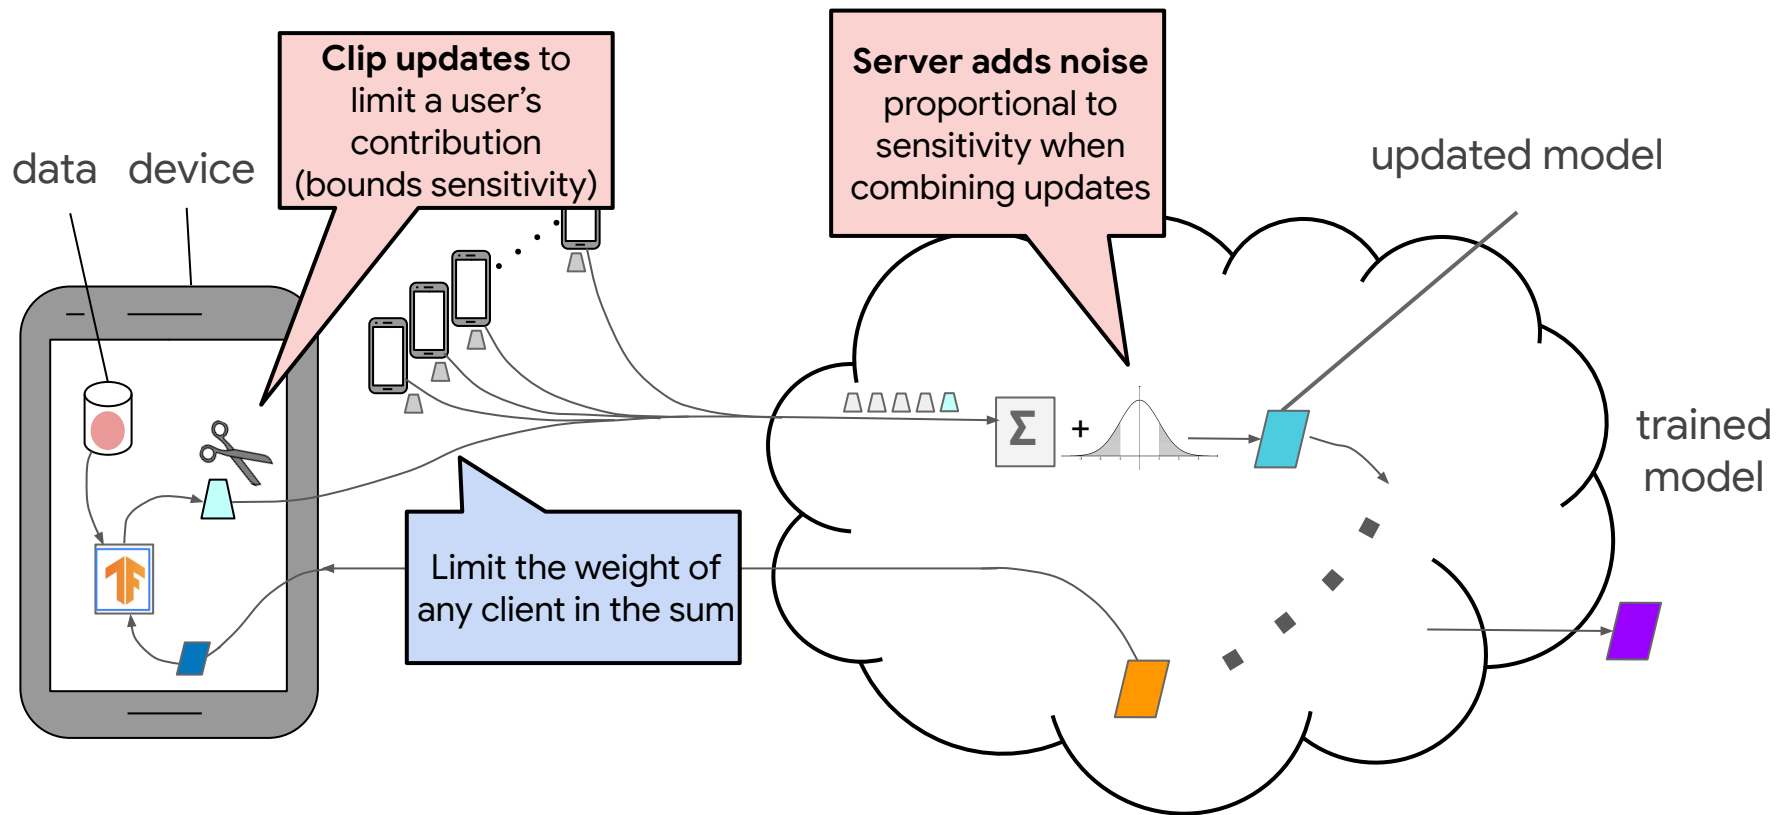 Clip updates to
limit a user’s
contribution
(bounds sensitivity)
Server adds noise
proportional to
sensitivity when
combining updates
data
device
updated model
trained
model
Σ
+
Limit the weight of
any client in the sum